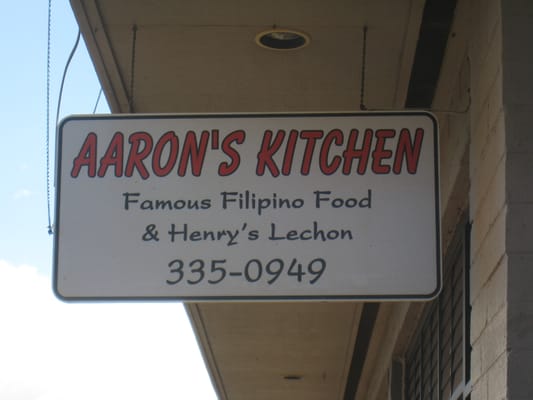 AARON'S KITCHEN
Famous Filipino Food
& Henry's Lechon
335-0949